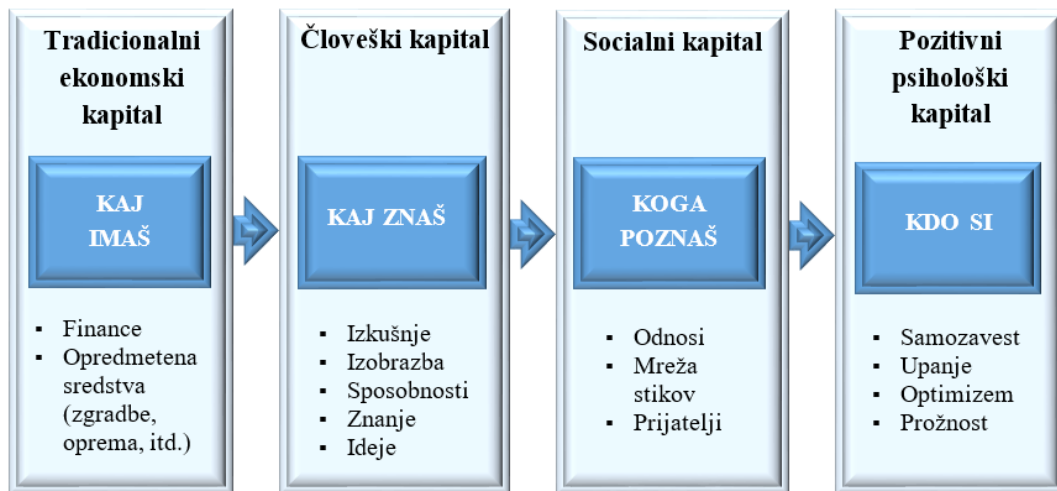 Tradicionalni
ekonomski
kapital
KAJ
IMAŠ
▪ Finance
▪ Opredmetena
sredstva
(zgradbe,
oprema, itd.)
Človeški kapital
KAJ ZNAŠ
▪ Izkušnje
▪ Izobrazba
▪ Sposobnosti
▪ Znanje
▪ Ideje
Socialni kapital
KOGA
POZNAŠ
▪ Odnosi
▪ Mreža
stikov
▪ Prijatelji
Pozitivni
psihološki
kapital
KDO SI
▪ Samozavest
▪ Upanje
▪ Optimizem
▪ Prožnost